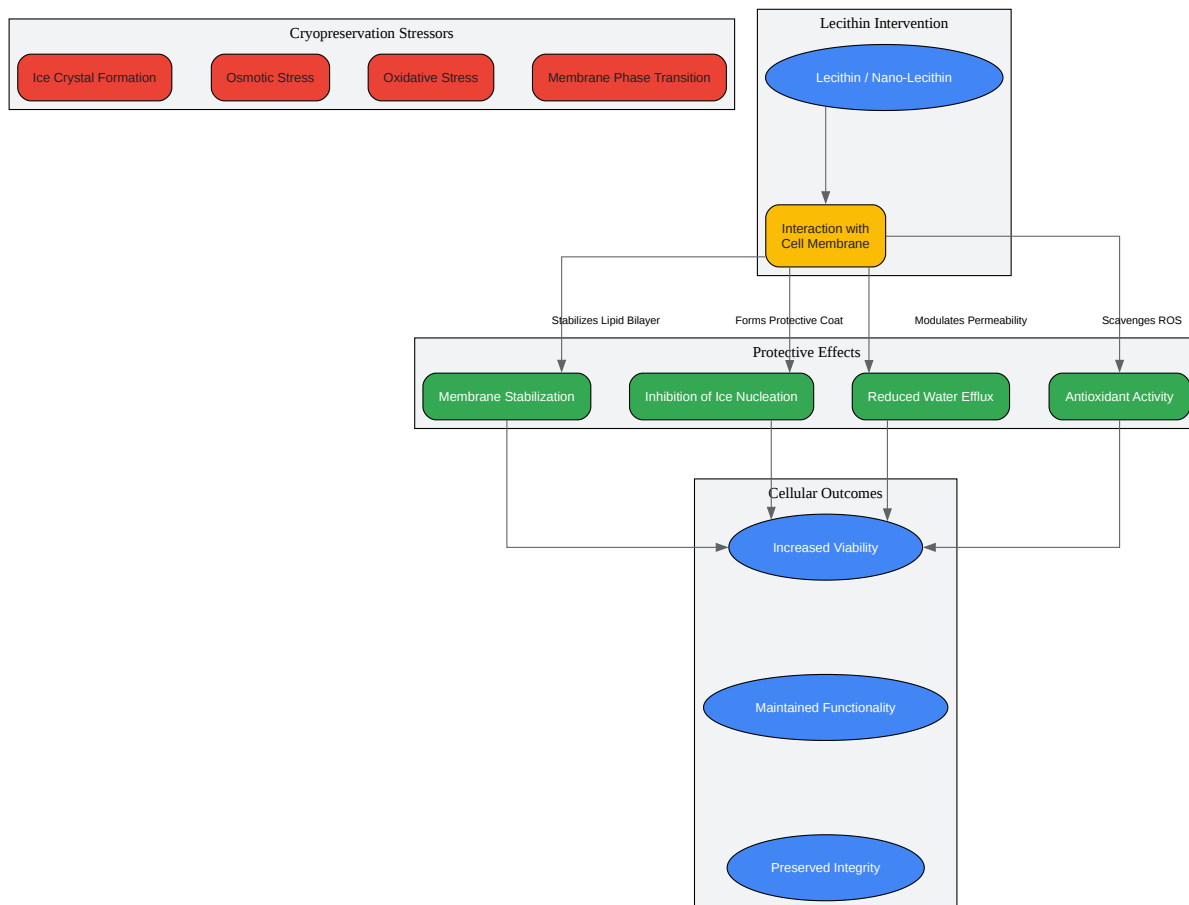 Cryopreservation Stressors
Ice Crystal Formation
Osmotic Stress
Oxidative Stress
Membrane Phase Transition
Lecithin Intervention
Lecithin / Nano-Lecithin
Interaction with
Cell Membrane
Stabilizes Lipid Bilayer
Forms Protective Coat
Modulates Permeability
Scavenges ROS
Protective Effects
Membrane Stabilization
Inhibition of Ice Nucleation
Reduced Water Efflux
Antioxidant Activity
Cellular Outcomes
Increased Viability
Maintained Functionality
Preserved Integrity